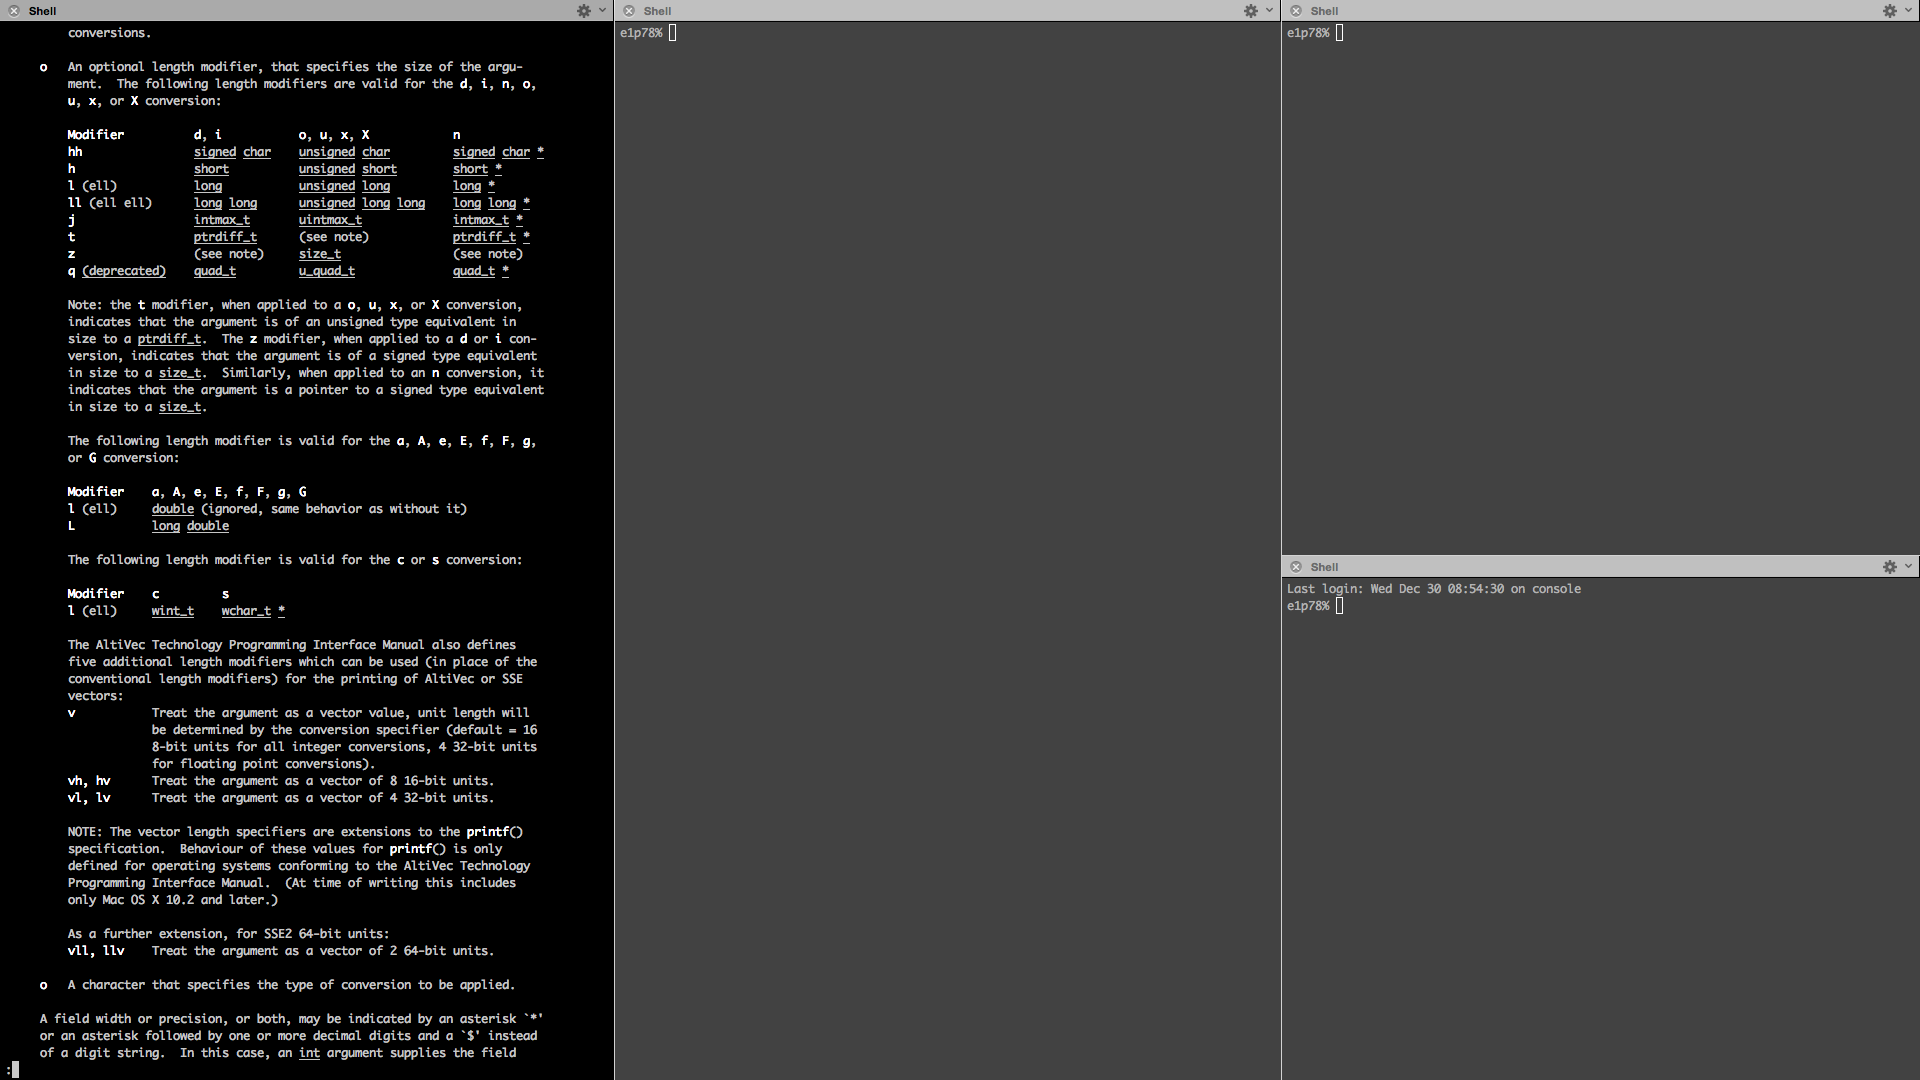 Shell
conversions.
o   An optional length modifier, that specifies the size of the argu-
ment.  The following length modifiers are valid for the d, i, n, o,
u, x, or X conversion:
Modifier          d, i           o, u, x, X            n
hh                signed char    unsigned char         signed char *
h                 short          unsigned short        short *
l (ell)           long           unsigned long         long *
ll (ell ell)      long long      unsigned long long    long long *
j                 intmax_t       uintmax_t             intmax_t *
t                 ptrdiff_t      (see note)            ptrdiff_t *
z                 (see note)     size_t                (see note)
q (deprecated)    quad_t         u_quad_t              quad_t *
Note: the t modifier, when applied to a o, u, x, or X conversion,
indicates that the argument is of an unsigned type equivalent in
size to a ptrdiff_t.  The z modifier, when applied to a d or i con-
version, indicates that the argument is of a signed type equivalent
in size to a size_t.  Similarly, when applied to an n conversion, it
indicates that the argument is a pointer to a signed type equivalent
in size to a size_t.
The following length modifier is valid for the a, A, e, E, f, F, g,
or G conversion:
Modifier    a, A, e, E, f, F, g, G
l (ell)     double (ignored, same behavior as without it)
L           long double
The following length modifier is valid for the c or s conversion:
Modifier    c         s
l (ell)     wint_t    wchar_t *
The AltiVec Technology Programming Interface Manual also defines
five additional length modifiers which can be used (in place of the
conventional length modifiers) for the printing of AltiVec or SSE
vectors:
v           Treat the argument as a vector value, unit length will
be determined by the conversion specifier (default = 16
8-bit units for all integer conversions, 4 32-bit units
for floating point conversions).
vh, hv      Treat the argument as a vector of 8 16-bit units.
vl, lv      Treat the argument as a vector of 4 32-bit units.
NOTE: The vector length specifiers are extensions to the printf()
specification.  Behaviour of these values for printf() is only
defined for operating systems conforming to the AltiVec Technology
Programming Interface Manual.  (At time of writing this includes
only Mac OS X 10.2 and later.)
As a further extension, for SSE2 64-bit units:
vll, llv    Treat the argument as a vector of 2 64-bit units.
o   A character that specifies the type of conversion to be applied.
A field width or precision, or both, may be indicated by an asterisk `*'
or an asterisk followed by one or more decimal digits and a `$' instead
of a digit string.  In this case, an int argument supplies the field
:
Shell
e1p78%
Shell
e1p78%
Shell
Last login: Wed Dec 30 08:54:30 on console
e1p78%